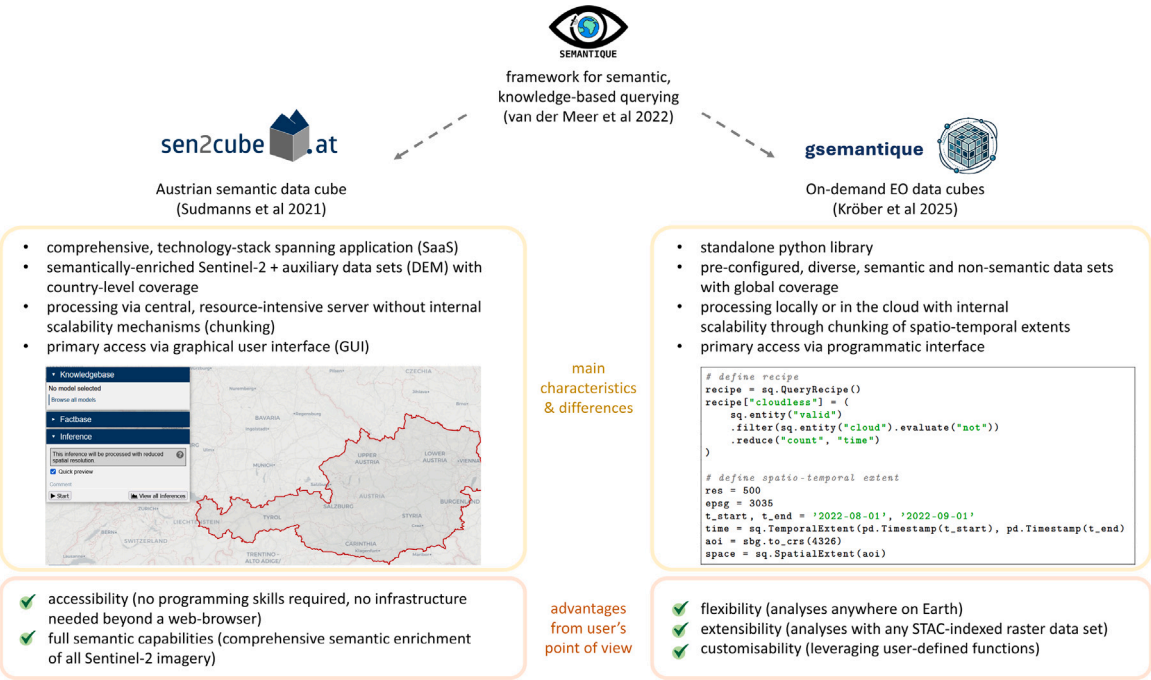 SEMANTIQUE
framework for semantic,
knowledge-based querying
(van der Meer et al 2022)
sen2cube.at
Austrian semantic data cube
(Sudmanns et al 2021)
gsemantique
On-demand EO data cubes
(Kröber et al 2025)
• comprehensive, technology-stack spanning application (SaaS)
• semantically-enriched Sentinel-2 + auxiliary data sets (DEM) with
country-level coverage
• processing via central, resource-intensive server without internal
scalability mechanisms (chunking)
• primary access via graphical user interface (GUI)
Knowledgebase
No model selected
Browse all models
Factbase
Inference
This inference will be processed with reduced
spatial resolution
Quick preview
Comment
Start
View all inferences
CZECHIA
BAVARIA
MUNICH
UPPER
AUSTRIA
LOWER
AUSTRIA
VIENNA
AUSTRIA
SALZBURG
BURGENLAND
STYRIA
TYROL
CARINTHIA
ZURICH
LIECHTENSTEIN
BERN
SWITZERLAND
TRENTINO -
ALTO ADIGE/
main
characteristics
& differences
• standalone python library
• pre-configured, diverse, semantic and non-semantic data sets
with global coverage
• processing locally or in the cloud with internal
scalability through chunking of spatio-temporal extents
• primary access via programmatic interface
# define recipe
recipe = sq.QueryRecipe()
recipe["cloudless"] = (
sq.entity("valid")
.filter(sq.entity("cloud").evaluate("not"))
.reduce("count", "time")
)
# define spatio-temporal extent
res = 500
epsg = 3035
t_start, t_end = '2022-08-01', '2022-09-01'
time = sq.TemporalExtent(pd.Timestamp(t_start), pd.Timestamp(t_end)
aoi = sbg.to_crs(4326)
space = sq.SpatialExtent(aoi)
accessibility (no programming skills required, no infrastructure
needed beyond a web-browser)
full semantic capabilities (comprehensive semantic enrichment
of all Sentinel-2 imagery)
advantages
from user's
point of view
flexibility (analyses anywhere on Earth)
extensibility (analyses with any STAC-indexed raster data set)
customisability (leveraging user-defined functions)